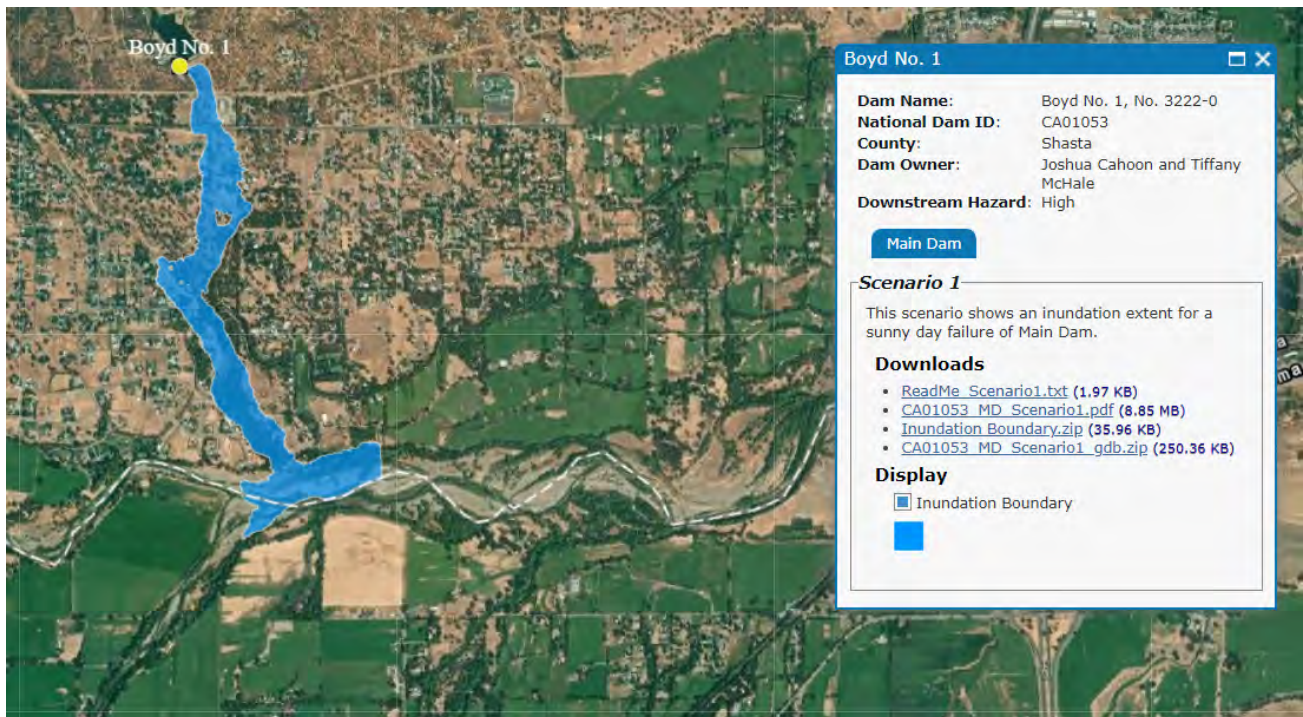 Boyd No. 1
Boyd No. 1
Dam Name: Boyd No. 1, No. 3222-0
National Dam ID: CA01053
County: Shasta
Dam Owner: Joshua Cahoon and Tiffany
McHale
Downstream Hazard: High
Main Dam
Scenario 1
This scenario shows an inundation extent for a
sunny day failure of Main Dam.
Downloads
• ReadMe_Scenario1.txt (1.97 KB)
• CA01053_MD_Scenario1.pdf (8.85 MB)
• Inundation Boundary.zip (35.96 KB)
• CA01053_MD_Scenario1_gdb.zip (250.36 KB)
Display
Inundation Boundary